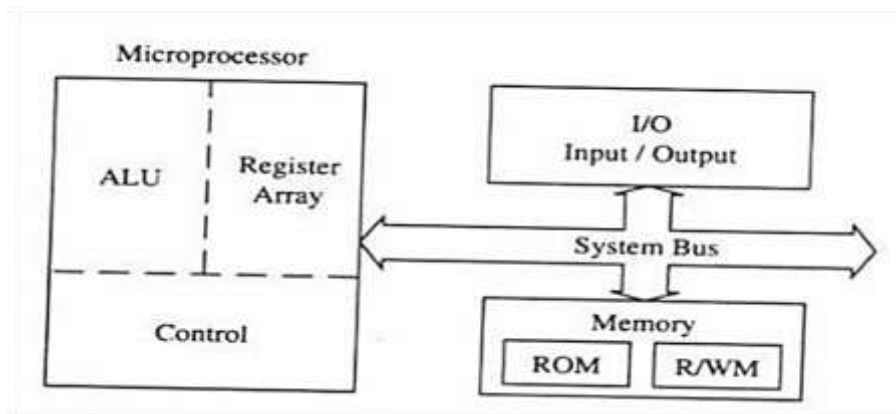 Microprocessor
ALU
Register
Array
Control
I/O
Input / Output
System Bus
Memory
ROM
R/WM